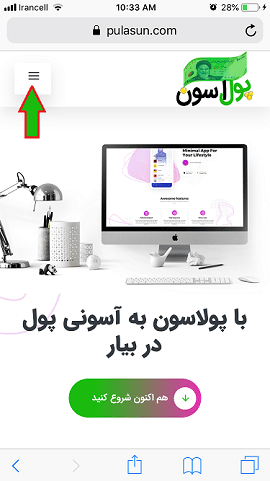 Irancell
10:33 AM
28%
pulasun.com
پولاسون
Minimal App For
Your Lifestyle
Awesome Features
با پولاسون به آسونی پول
در بیار
هم اکنون شروع کنید